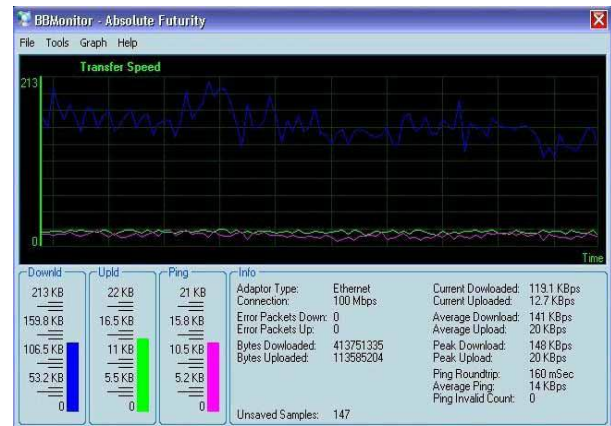 BBMonitor - Absolute Futurity
File Tools Graph Help
Transfer Speed
213
0
Time
Downld
213 KB
159.8 KB
106.5 KB
53.2 KB
0
Upld
22 KB
16.5 KB
11 KB
5.5 KB
0
Ping
21 KB
15.8 KB
10.5 KB
5.2 KB
0
Info
Adaptor Type: Ethernet
Connection: 100 Mbps
Error Packets Down: 0
Error Packets Up: 0
Bytes Dowloaded: 413751335
Bytes Uploaded: 113585204
Unsaved Samples: 147
Current Dowloaded: 119.1 KBps
Current Uploaded: 12.7 KBps
Average Download: 141 KBps
Average Upload: 20 KBps
Peak Download: 148 KBps
Peak Upload: 20 KBps
Ping Roundtrip: 160 mSec
Average Ping: 14 KBps
Ping Invalid Count: 0